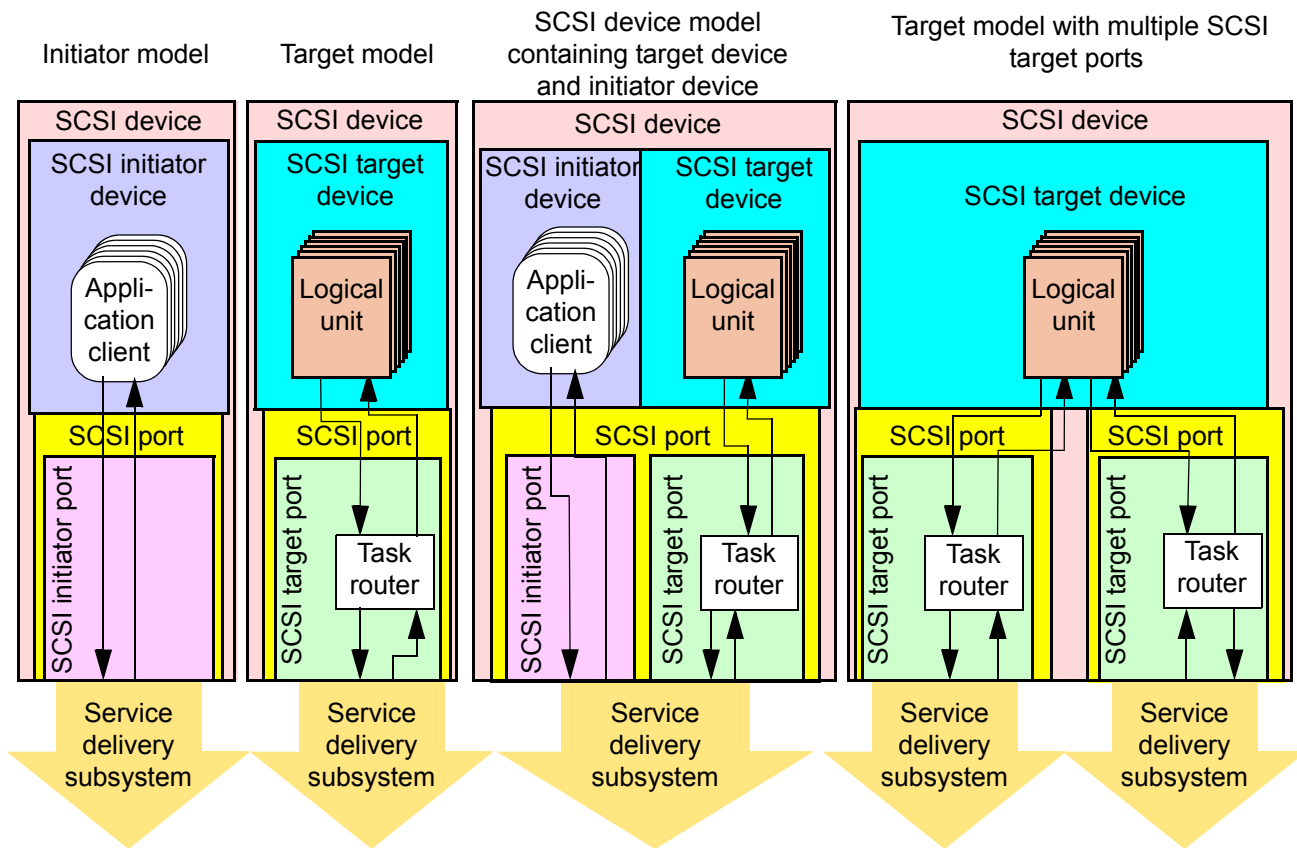 Initiator model
SCSI device
SCSI initiator
device
Appli-
cation
client
SCSI port
SCSI initiator port
Service
delivery
subsystem
Target model
SCSI device
SCSI target
device
Logical
unit
SCSI port
SCSI target port
Task
router
Service
delivery
subsystem
SCSI device model
containing target device
and initiator device
SCSI device
SCSI initiator
device
SCSI target
device
Appli-
cation
client
Logical
unit
SCSI port
SCSI initiator port
SCSI target port
Task
router
Service
delivery
subsystem
Target model with multiple SCSI
target ports
SCSI device
SCSI target device
Logical
unit
SCSI port
SCSI target port
Task
router
Service
delivery
subsystem
SCSI port
SCSI target port
Task
router
Service
delivery
subsystem